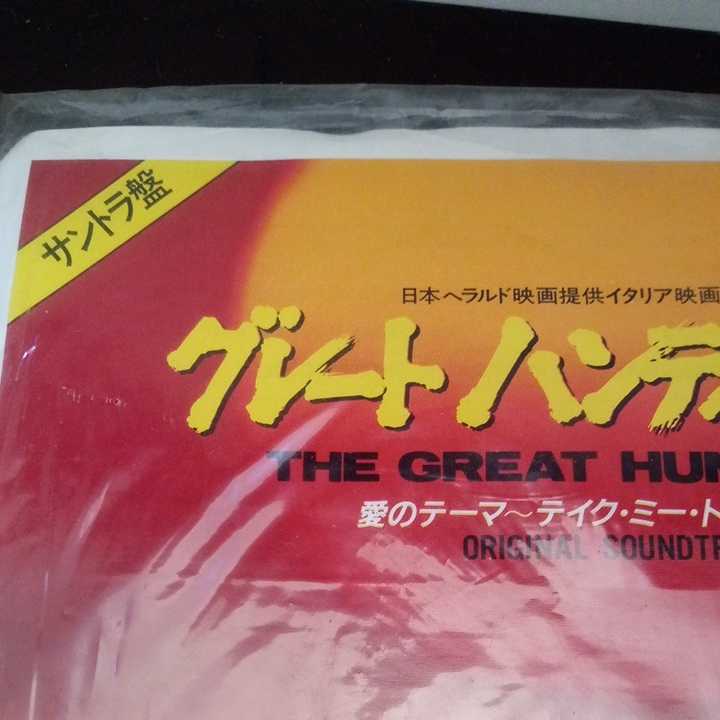 サントラ盤
日本ヘラルド映画提供イタリア映画
グレートハンテ
THE GREAT HUN
愛のテーマ～テイク・ミー・ト
ORIGINAL SOUNDTR